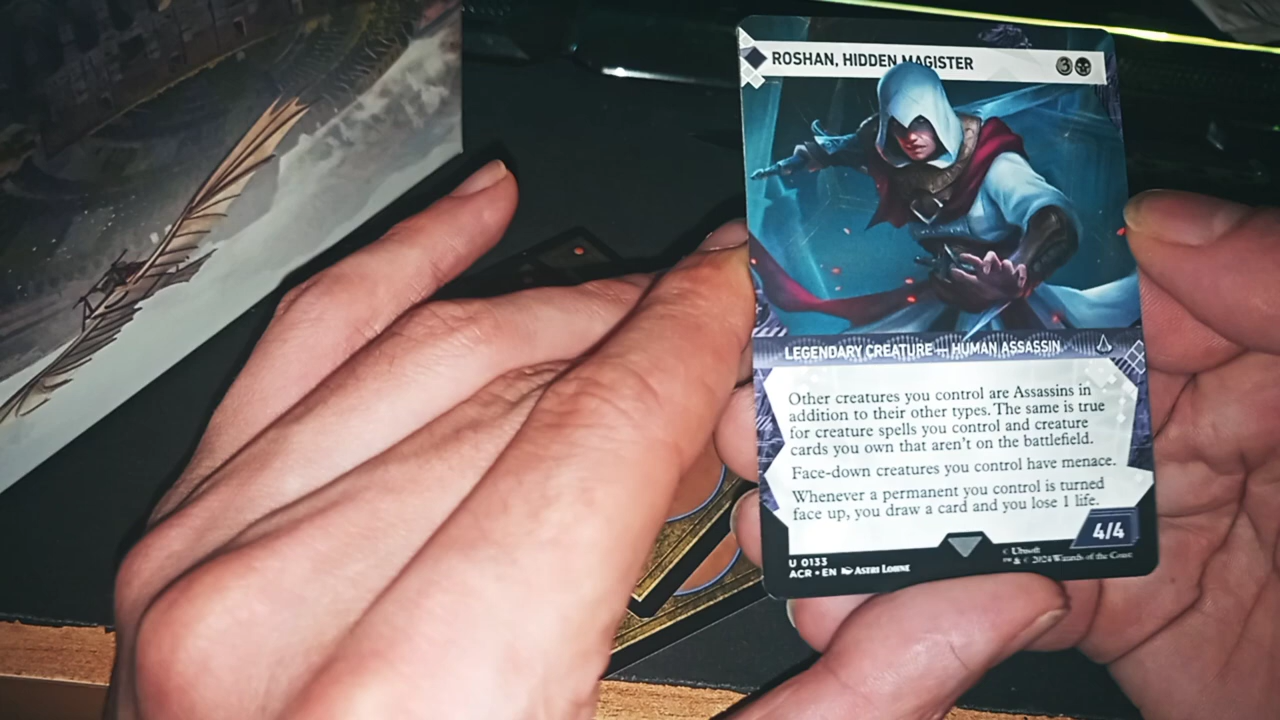 ROSHAN, HIDDEN MAGISTER 3
LEGENDARY CREATURE — HUMAN ASSASSIN
Other creatures you control are Assassins in
addition to their other types. The same is true
for creature spells you control and creature
cards you own that aren't on the battlefield.
Face-down creatures you control have menace.
Whenever a permanent you control is turned
face up, you draw a card and you lose 1 life.
4/4
U 0133
ACR • EN ASTRI LOHNE
© Ubisoft
™ & © 2024 Wizards of the Coast